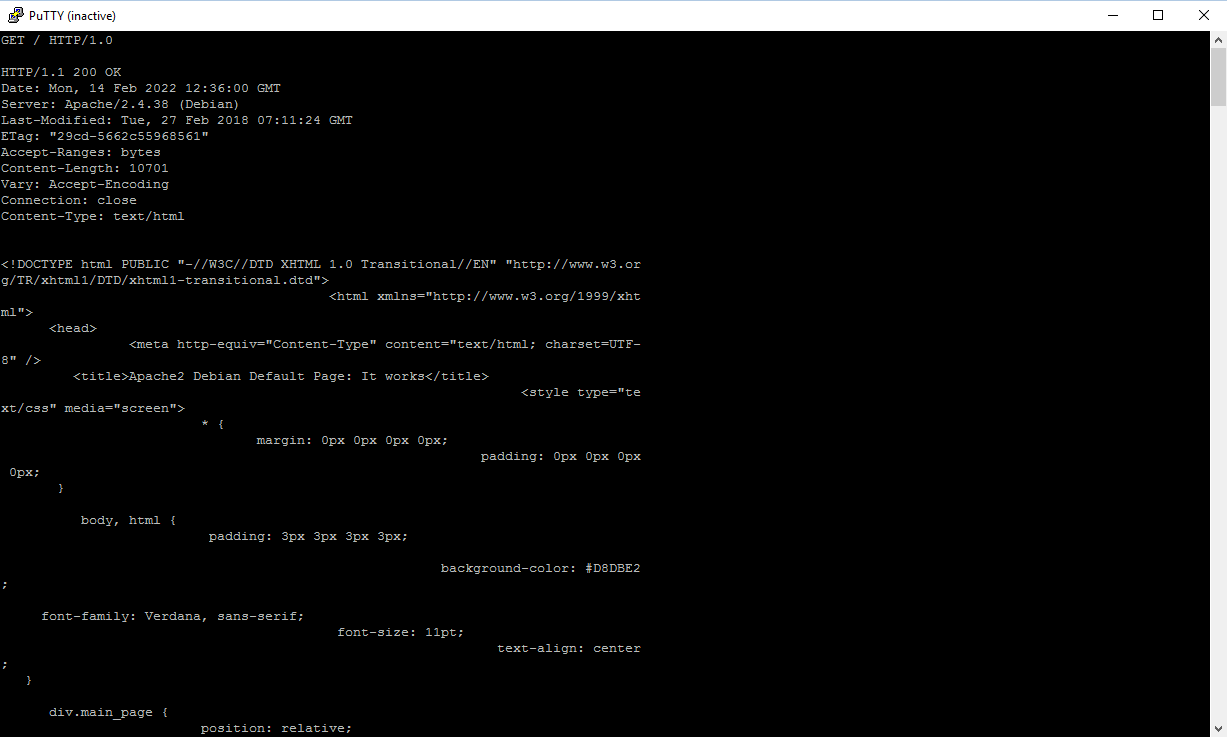 PuTTY (inactive)
GET / HTTP/1.0
HTTP/1.1 200 OK
Date: Mon, 14 Feb 2022 12:36:00 GMT
Server: Apache/2.4.38 (Debian)
Last-Modified: Tue, 27 Feb 2018 07:11:24 GMT
ETag: "29cd-5662c55968561"
Accept-Ranges: bytes
Content-Length: 10701
Vary: Accept-Encoding
Connection: close
Content-Type: text/html
<!DOCTYPE html PUBLIC "-//W3C//DTD XHTML 1.0 Transitional//EN" "http://www.w3.or
g/TR/xhtml1/DTD/xhtml1-transitional.dtd">
<html xmlns="http://www.w3.org/1999/xht
ml">
<head>
<meta http-equiv="Content-Type" content="text/html; charset=UTF-
8" />
<title>Apache2 Debian Default Page: It works</title>
<style type="te
xt/css" media="screen">
* {
margin: 0px 0px 0px 0px;
padding: 0px 0px 0px
0px;
}
body, html {
padding: 3px 3px 3px 3px;
background-color: #D8DBE2
;
font-family: Verdana, sans-serif;
font-size: 11pt;
text-align: center
;
}
div.main_page {
position: relative;